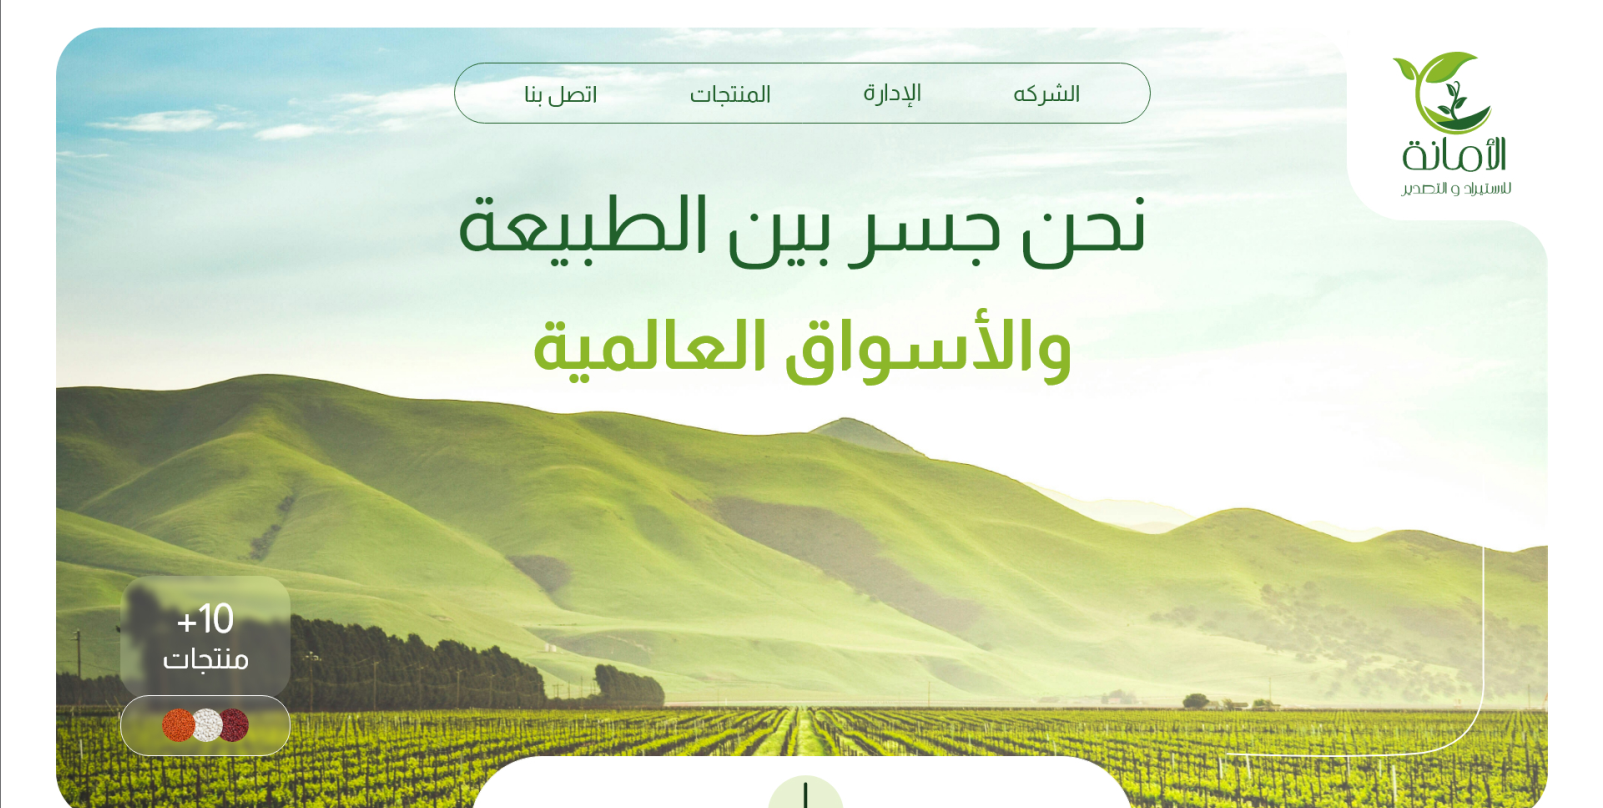 الأمانة
للاستيراد و التصدير
الشركه
الإدارة
المنتجات
اتصل بنا
نحن جسر بين الطبيعة
والأسواق العالمية
+10
منتجات